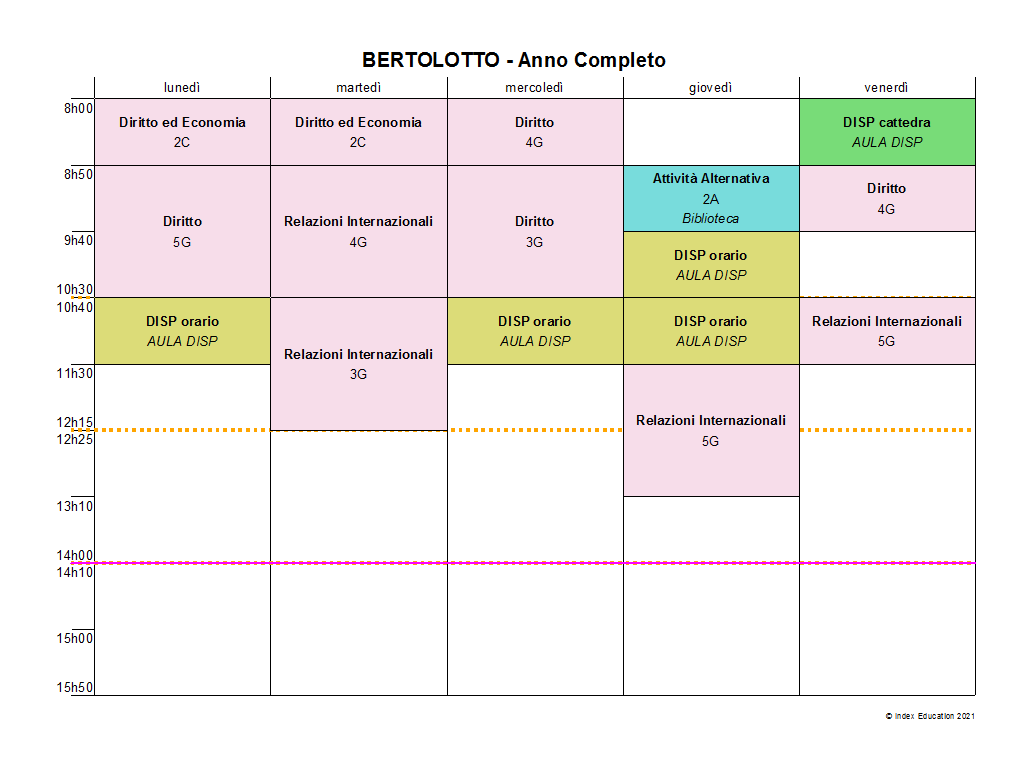 BERTOLOTTO - Anno Completo
lunedì
martedì
mercoledì
giovedì
venerdì
8h00
Diritto ed Economia
2C
Diritto ed Economia
2C
Diritto
4G
DISP cattedra
AULA DISP
8h50
Diritto
5G
Relazioni Internazionali
4G
Diritto
3G
Attività Alternativa
2A
Biblioteca
Diritto
4G
9h40
DISP orario
AULA DISP
10h30
10h40
DISP orario
AULA DISP
Relazioni Internazionali
3G
DISP orario
AULA DISP
DISP orario
AULA DISP
Relazioni Internazionali
5G
11h30
Relazioni Internazionali
5G
12h15
12h25
13h10
14h00
14h10
15h00
15h50
© Index Education 2021